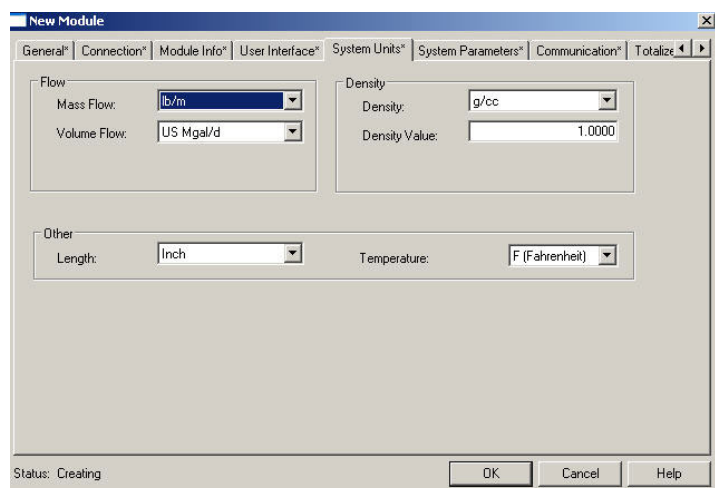 New Module
General* Connection* Module Info* User Interface* System Units* System Parameters* Communication* Totalize
Flow
Mass Flow: lb/m
Volume Flow: US Mgal/d
Density
Density: g/cc
Density Value: 1.0000
Other
Length: Inch Temperature: F (Fahrenheit)
Status: Creating OK Cancel Help